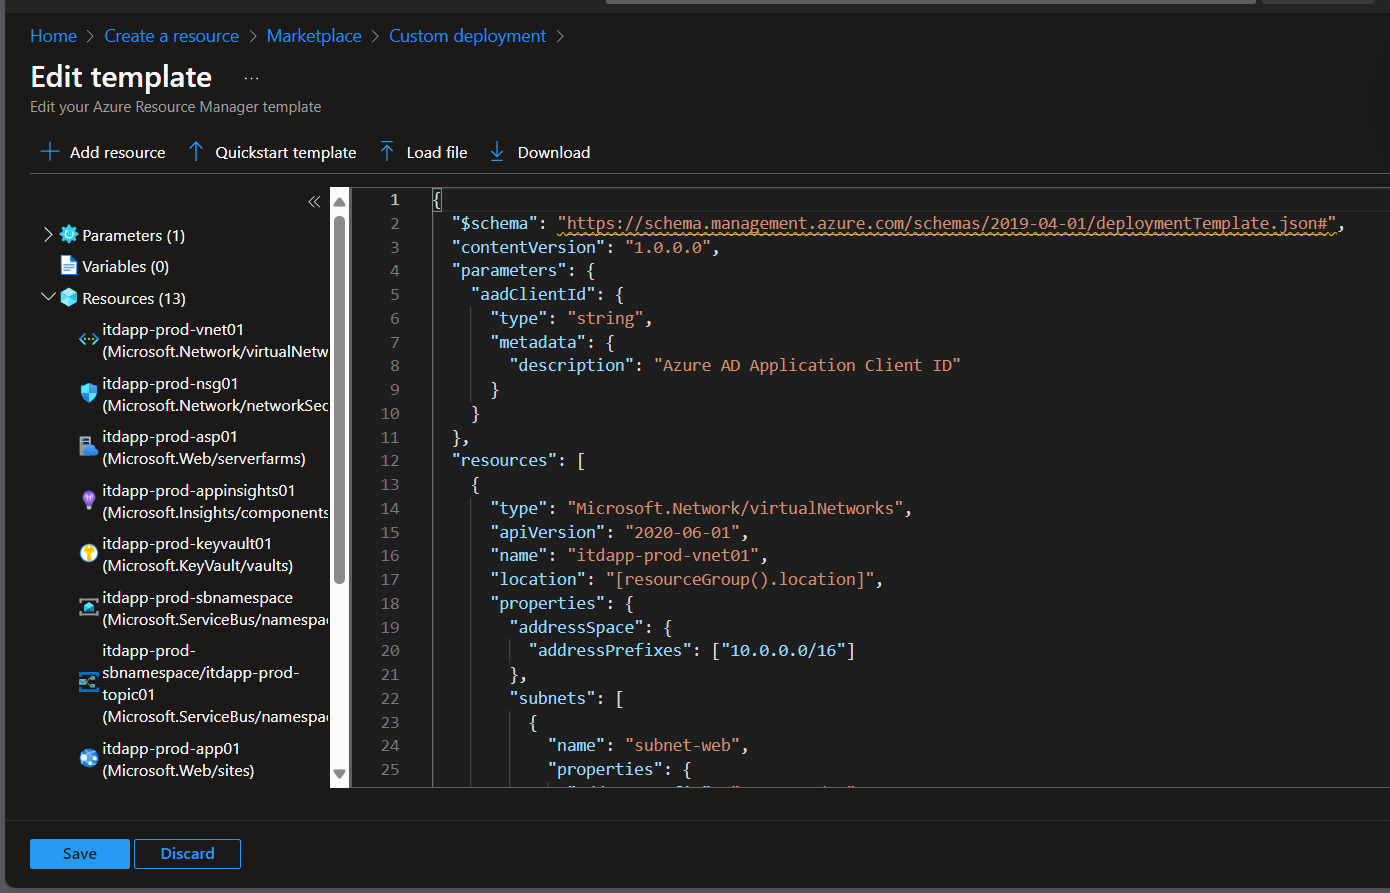 Home > Create a resource > Marketplace > Custom deployment >
Edit template ...
Edit your Azure Resource Manager template
Add resource
Quickstart template
Load file
Download
Parameters (1)
Variables (0)
Resources (13)
itdapp-prod-vnet01
(Microsoft.Network/virtualNetw
itdapp-prod-nsg01
(Microsoft.Network/networkSec
itdapp-prod-asp01
(Microsoft.Web/serverfarms)
itdapp-prod-appinsights01
(Microsoft.Insights/components
itdapp-prod-keyvault01
(Microsoft.KeyVault/vaults)
itdapp-prod-sbnamespace
(Microsoft.ServiceBus/namespa
itdapp-prod-
sbnamespace/itdapp-prod-
topic01
(Microsoft.ServiceBus/namespa
itdapp-prod-app01
(Microsoft.Web/sites)
1 {
2 "$schema": "https://schema.management.azure.com/schemas/2019-04-01/deploymentTemplate.json#",
3 "contentVersion": "1.0.0.0",
4 "parameters": {
5 "aadClientId": {
6 "type": "string",
7 "metadata": {
8 "description": "Azure AD Application Client ID"
9 }
10 }
11 },
12 "resources": [
13 {
14 "type": "Microsoft.Network/virtualNetworks",
15 "apiVersion": "2020-06-01",
16 "name": "itdapp-prod-vnet01",
17 "location": "[resourceGroup().location]",
18 "properties": {
19 "addressSpace": {
20 "addressPrefixes": ["10.0.0.0/16"]
21 },
22 "subnets": [
23 {
24 "name": "subnet-web",
25 "properties": {
Save
Discard